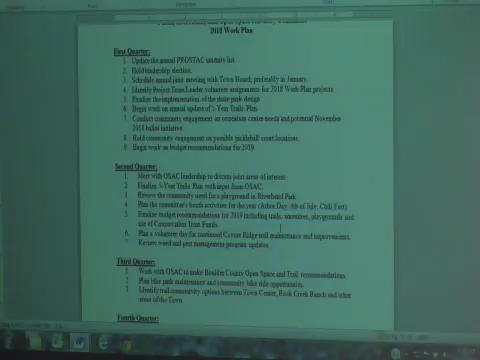 2018 Work Plan
First Quarter:
1. Update the annual PROSTAC amenity list.
2. Hold leadership election.
3. Schedule annual joint meeting with Town Board; preferably in January.
4. Identify Project Team Leader volunteer assignments for 2018 Work Plan projects.
5. Finalize the implementation of the skate park design
6. Begin work on annual update of 5-Year Trails Plan.
7. Conduct community engagement on recreation center needs and potential November
2018 ballot initiative.
8. Hold community engagement on possible pickleball court locations.
9. Begin work on budget recommendations for 2019
Second Quarter:
1. Meet with OSAC leadership to discuss joint areas of interest.
2. Finalize 5-Year Trails Plan with input from OSAC.
3. Review the community need for a playground in Riverbend Park.
4. Plan the committee's booth activities for the year (Arbor Day, 4th of July, Chili Fest)
5. Finalize budget recommendations for 2019 including trails, amenities, playgrounds and
use of Conservation Trust Funds.
6. Plan a volunteer day for continued Coyote Ridge trail maintenance and improvements.
7. Review weed and pest management program updates.
Third Quarter:
1. Work with OSAC to make Boulder County Open Space and Trail recommendations.
2. Plan bike park maintenance and community bike ride opportunities.
3. Identify trail connectivity options between Town Center, Rock Creek Ranch and other
areas of the Town.
Fourth Quarter: